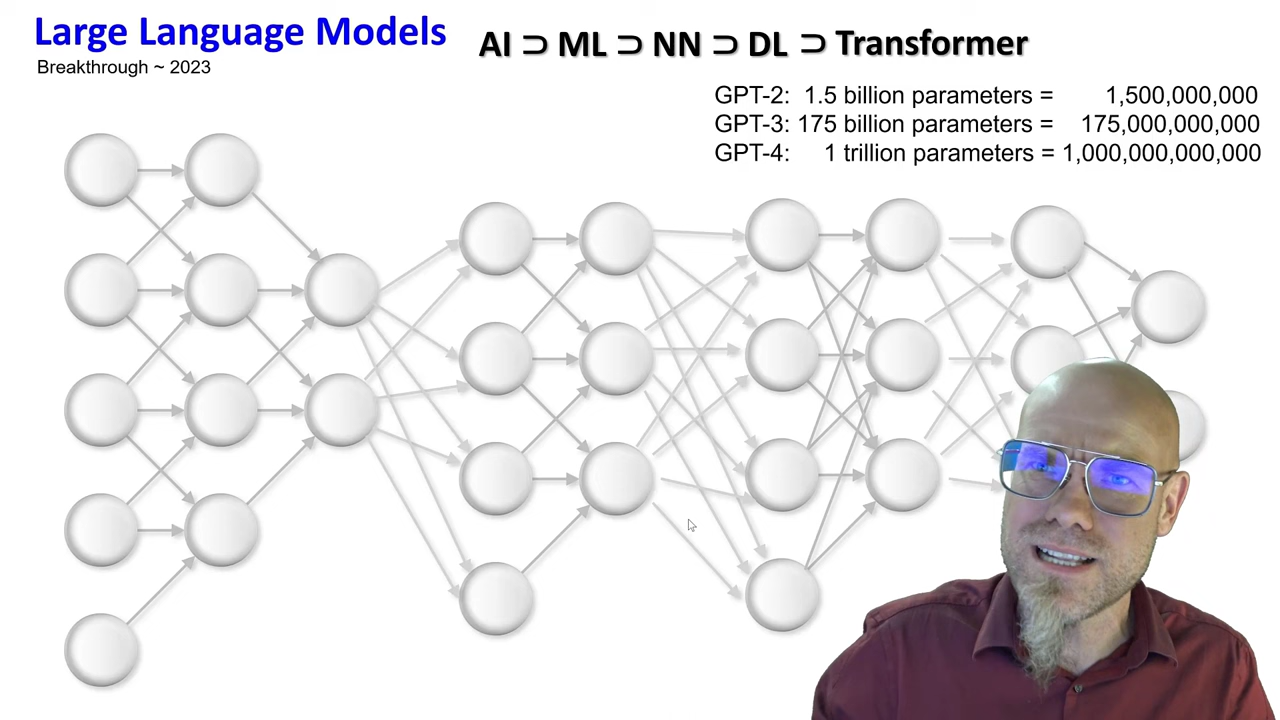 Large Language Models
Breakthrough ~ 2023
AI ⊃ ML ⊃ NN ⊃ DL ⊃ Transformer
GPT-2: 1.5 billion parameters = 1,500,000,000
GPT-3: 175 billion parameters = 175,000,000,000
GPT-4: 1 trillion parameters = 1,000,000,000,000